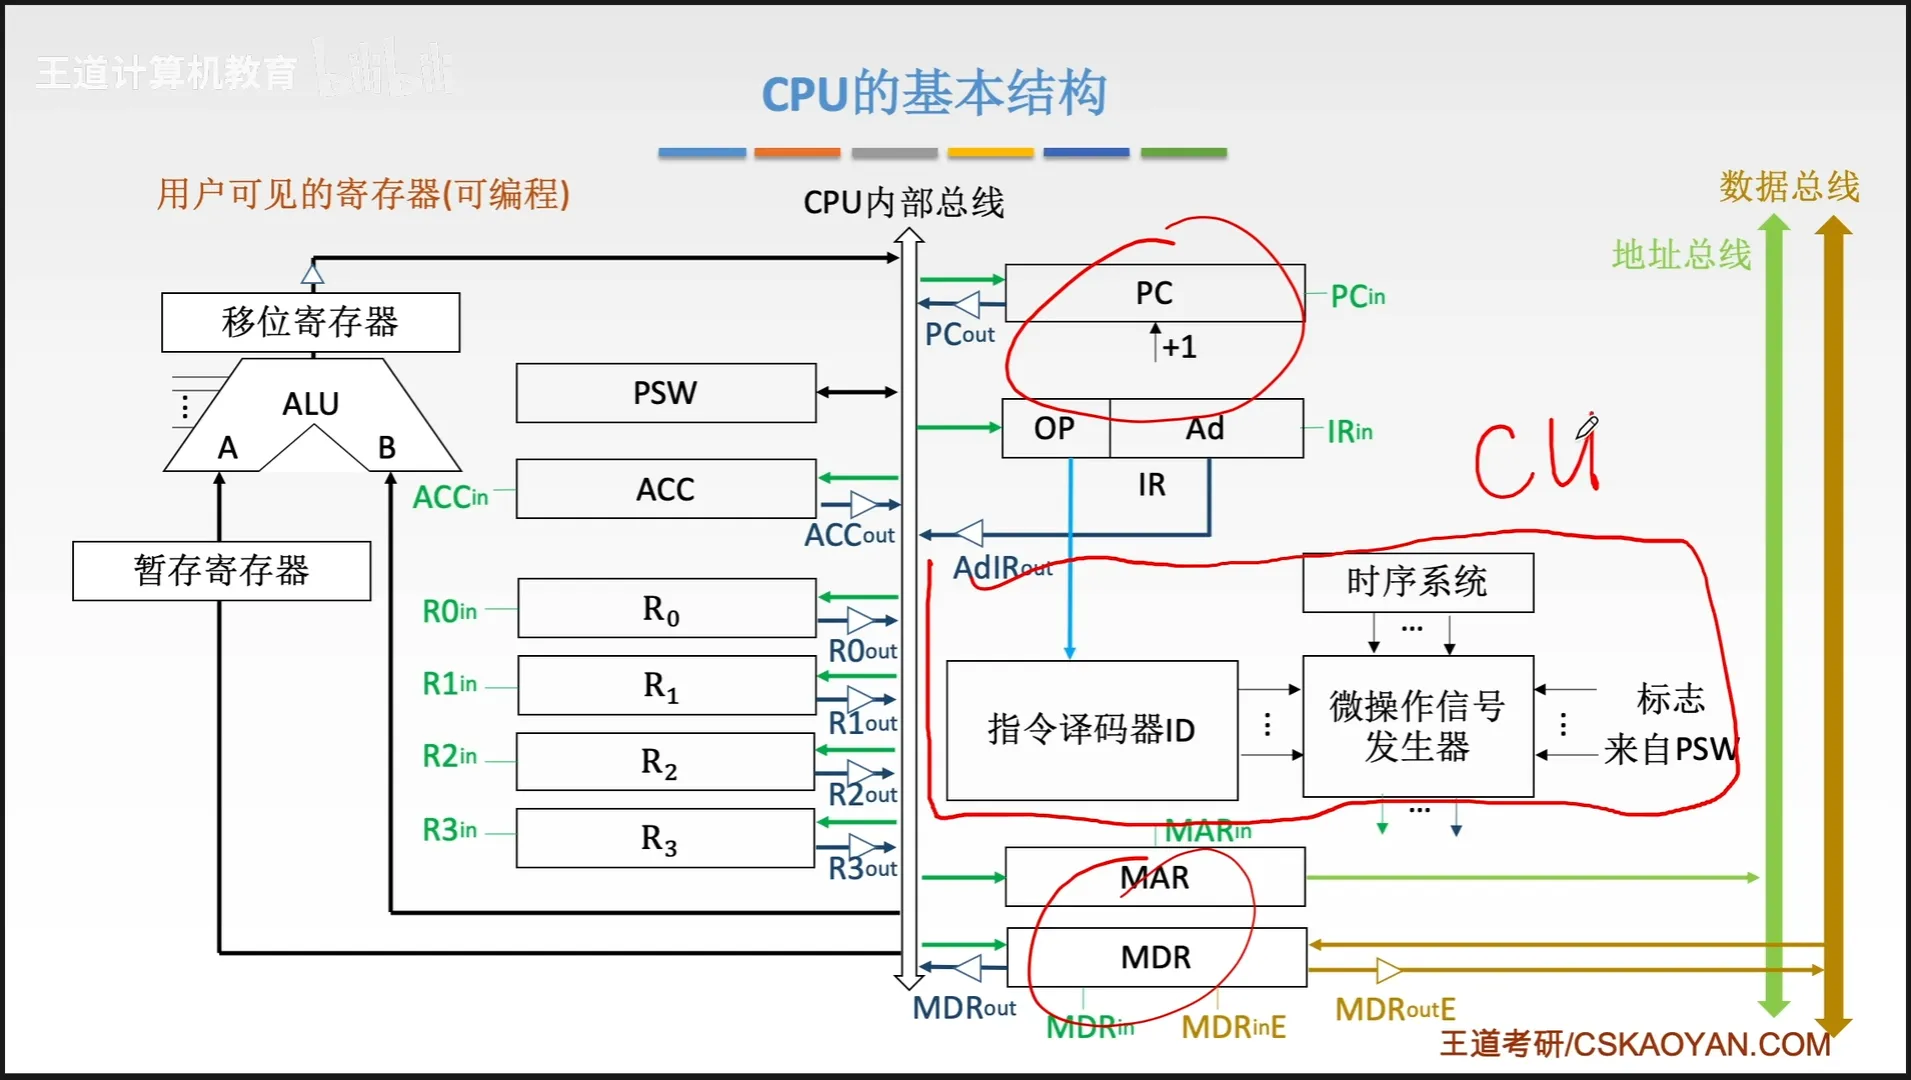 王道计算机教育 bilibili
CPU的基本结构
用户可见的寄存器(可编程)
CPU内部总线
数据总线
地址总线
移位寄存器
ALU
A
B
暂存寄存器
PSW
ACC
ACCin
ACCout
R0
R0in
R0out
R1
R1in
R1out
R2
R2in
R2out
R3
R3in
R3out
PC
PCin
PCout
+1
OP
Ad
IRin
IR
AdIRout
CU
时序系统
...
指令译码器ID
⋮
微操作信号
发生器
⋮
标志
来自PSW
...
MARin
MAR
MDR
MDRout
MDRin
MDRinE
MDRoutE
王道考研/CSKAOYAN.COM